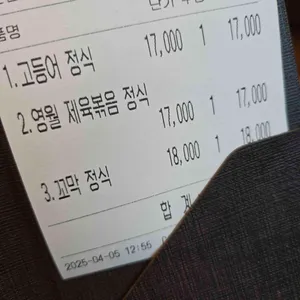 품명
1.고등어 정식 17,000 1 17,000
2.영월 제육볶음 정식
17,000 1 17,000
3.꼬막 정식 18,000 1 18,000
합 계
2025-04-05 12:55